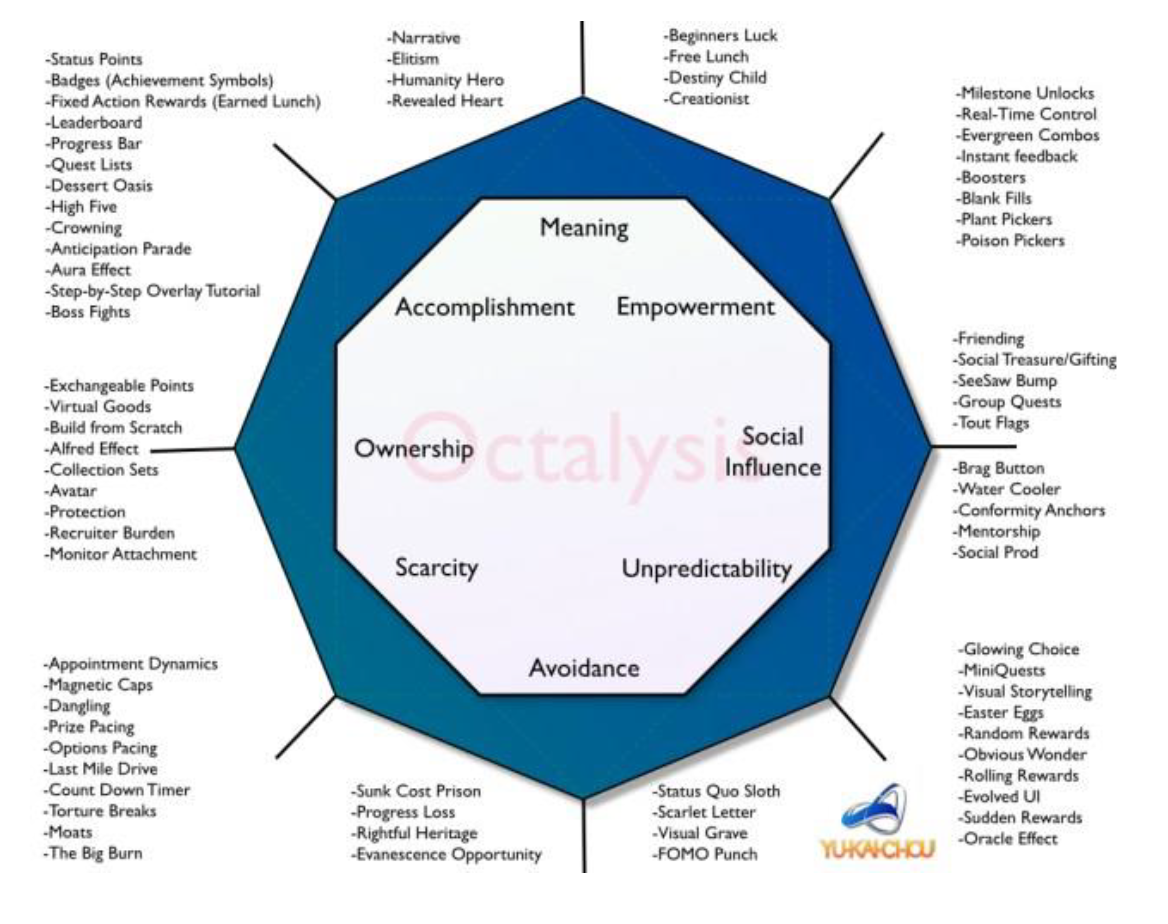 -Narrative
-Elitism
-Humanity Hero
-Revealed Heart
-Beginners Luck
-Free Lunch
-Destiny Child
-Creationist
-Status Points
-Badges (Achievement Symbols)
-Fixed Action Rewards (Earned Lunch)
-Leaderboard
-Progress Bar
-Quest Lists
-Dessert Oasis
-High Five
-Crowning
-Anticipation Parade
-Aura Effect
-Step-by-Step Overlay Tutorial
-Boss Fights
-Milestone Unlocks
-Real-Time Control
-Evergreen Combos
-Instant feedback
-Boosters
-Blank Fills
-Plant Pickers
-Poison Pickers
Meaning
Accomplishment
Empowerment
-Exchangeable Points
-Virtual Goods
-Build from Scratch
-Alfred Effect
-Collection Sets
-Avatar
-Protection
-Recruiter Burden
-Monitor Attachment
Ownership
Octalysis
Social
Influence
-Friending
-Social Treasure/Gifting
-SeeSaw Bump
-Group Quests
-Tout Flags
-Brag Button
-Water Cooler
-Conformity Anchors
-Mentorship
-Social Prod
Scarcity
Unpredictability
Avoidance
-Appointment Dynamics
-Magnetic Caps
-Dangling
-Prize Pacing
-Options Pacing
-Last Mile Drive
-Count Down Timer
-Torture Breaks
-Moats
-The Big Burn
-Sunk Cost Prison
-Progress Loss
-Rightful Heritage
-Evanescence Opportunity
-Status Quo Sloth
-Scarlet Letter
-Visual Grave
-FOMO Punch
YU-KAI-CHOU
-Glowing Choice
-MiniQuests
-Visual Storytelling
-Easter Eggs
-Random Rewards
-Obvious Wonder
-Rolling Rewards
-Evolved UI
-Sudden Rewards
-Oracle Effect